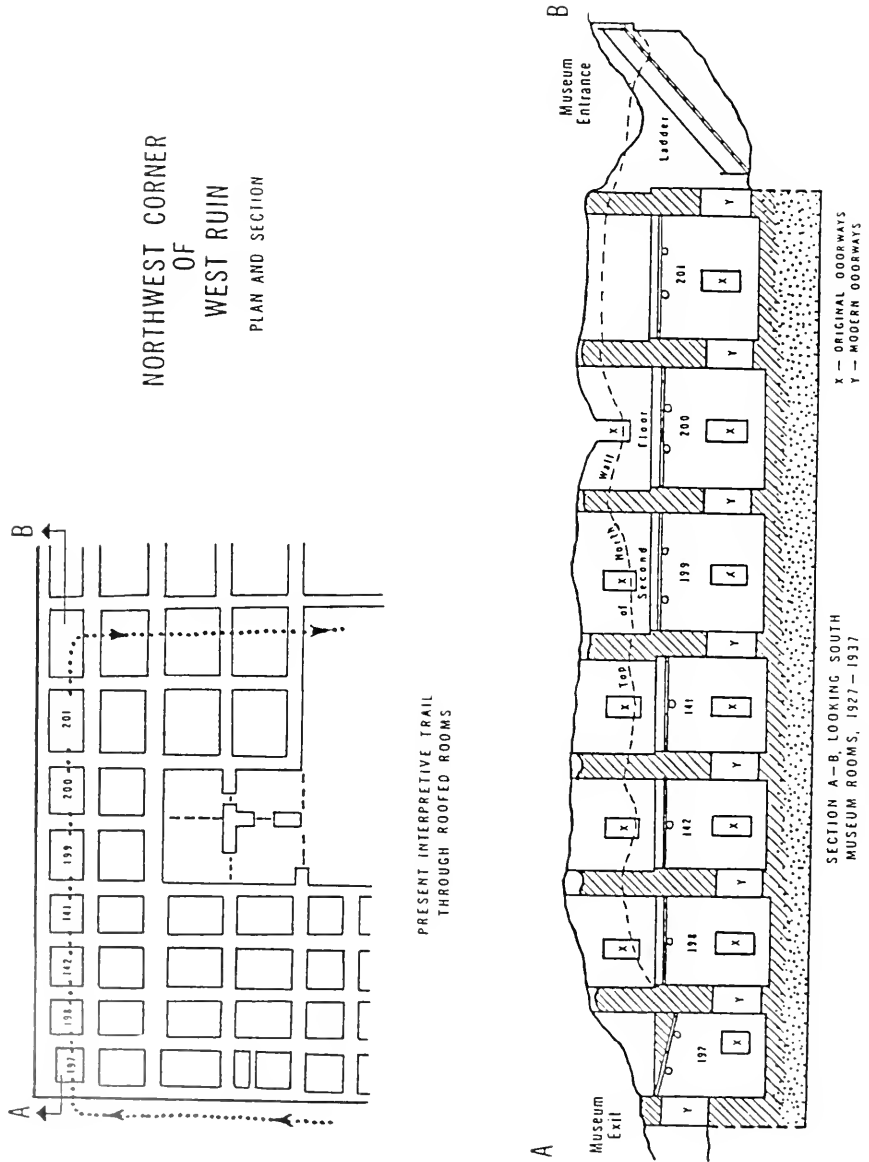 NORTHWEST CORNER
OF
WEST RUIN
PLAN AND SECTION
A
B
197
198
142
141
199
200
201
PRESENT INTERPRETIVE TRAIL
THROUGH ROOFED ROOMS
A
B
Museum
Exit
Museum
Entrance
Ladder
Top of North Wall
Second Floor
X
X
X
X
X
197
198
142
141
199
200
201
X
X
X
X
X
X
Y
Y
Y
Y
Y
Y
Y
Y
SECTION A-B, LOOKING SOUTH
MUSEUM ROOMS, 1927-1937
X - ORIGINAL DOORWAYS
Y - MODERN DOORWAYS